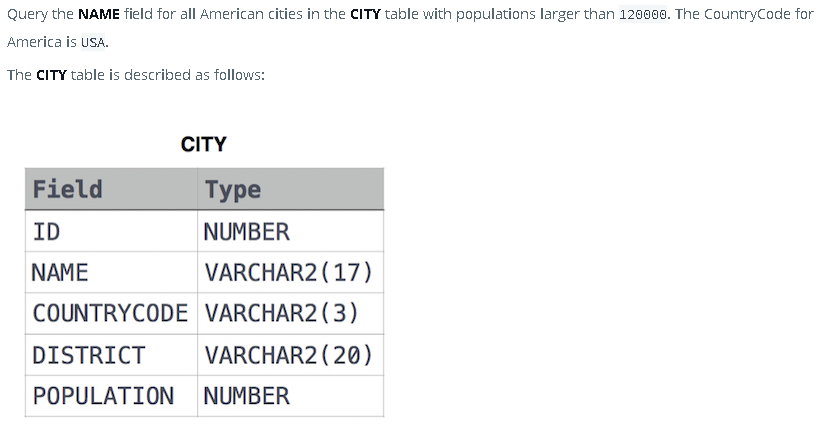 Query the NAME field for all American cities in the CITY table with populations larger than 120000. The CountryCode for
America is USA.
The CITY table is described as follows:
CITY
Field Type
ID NUMBER
NAME VARCHAR2(17)
COUNTRYCODE VARCHAR2(3)
DISTRICT VARCHAR2(20)
POPULATION NUMBER